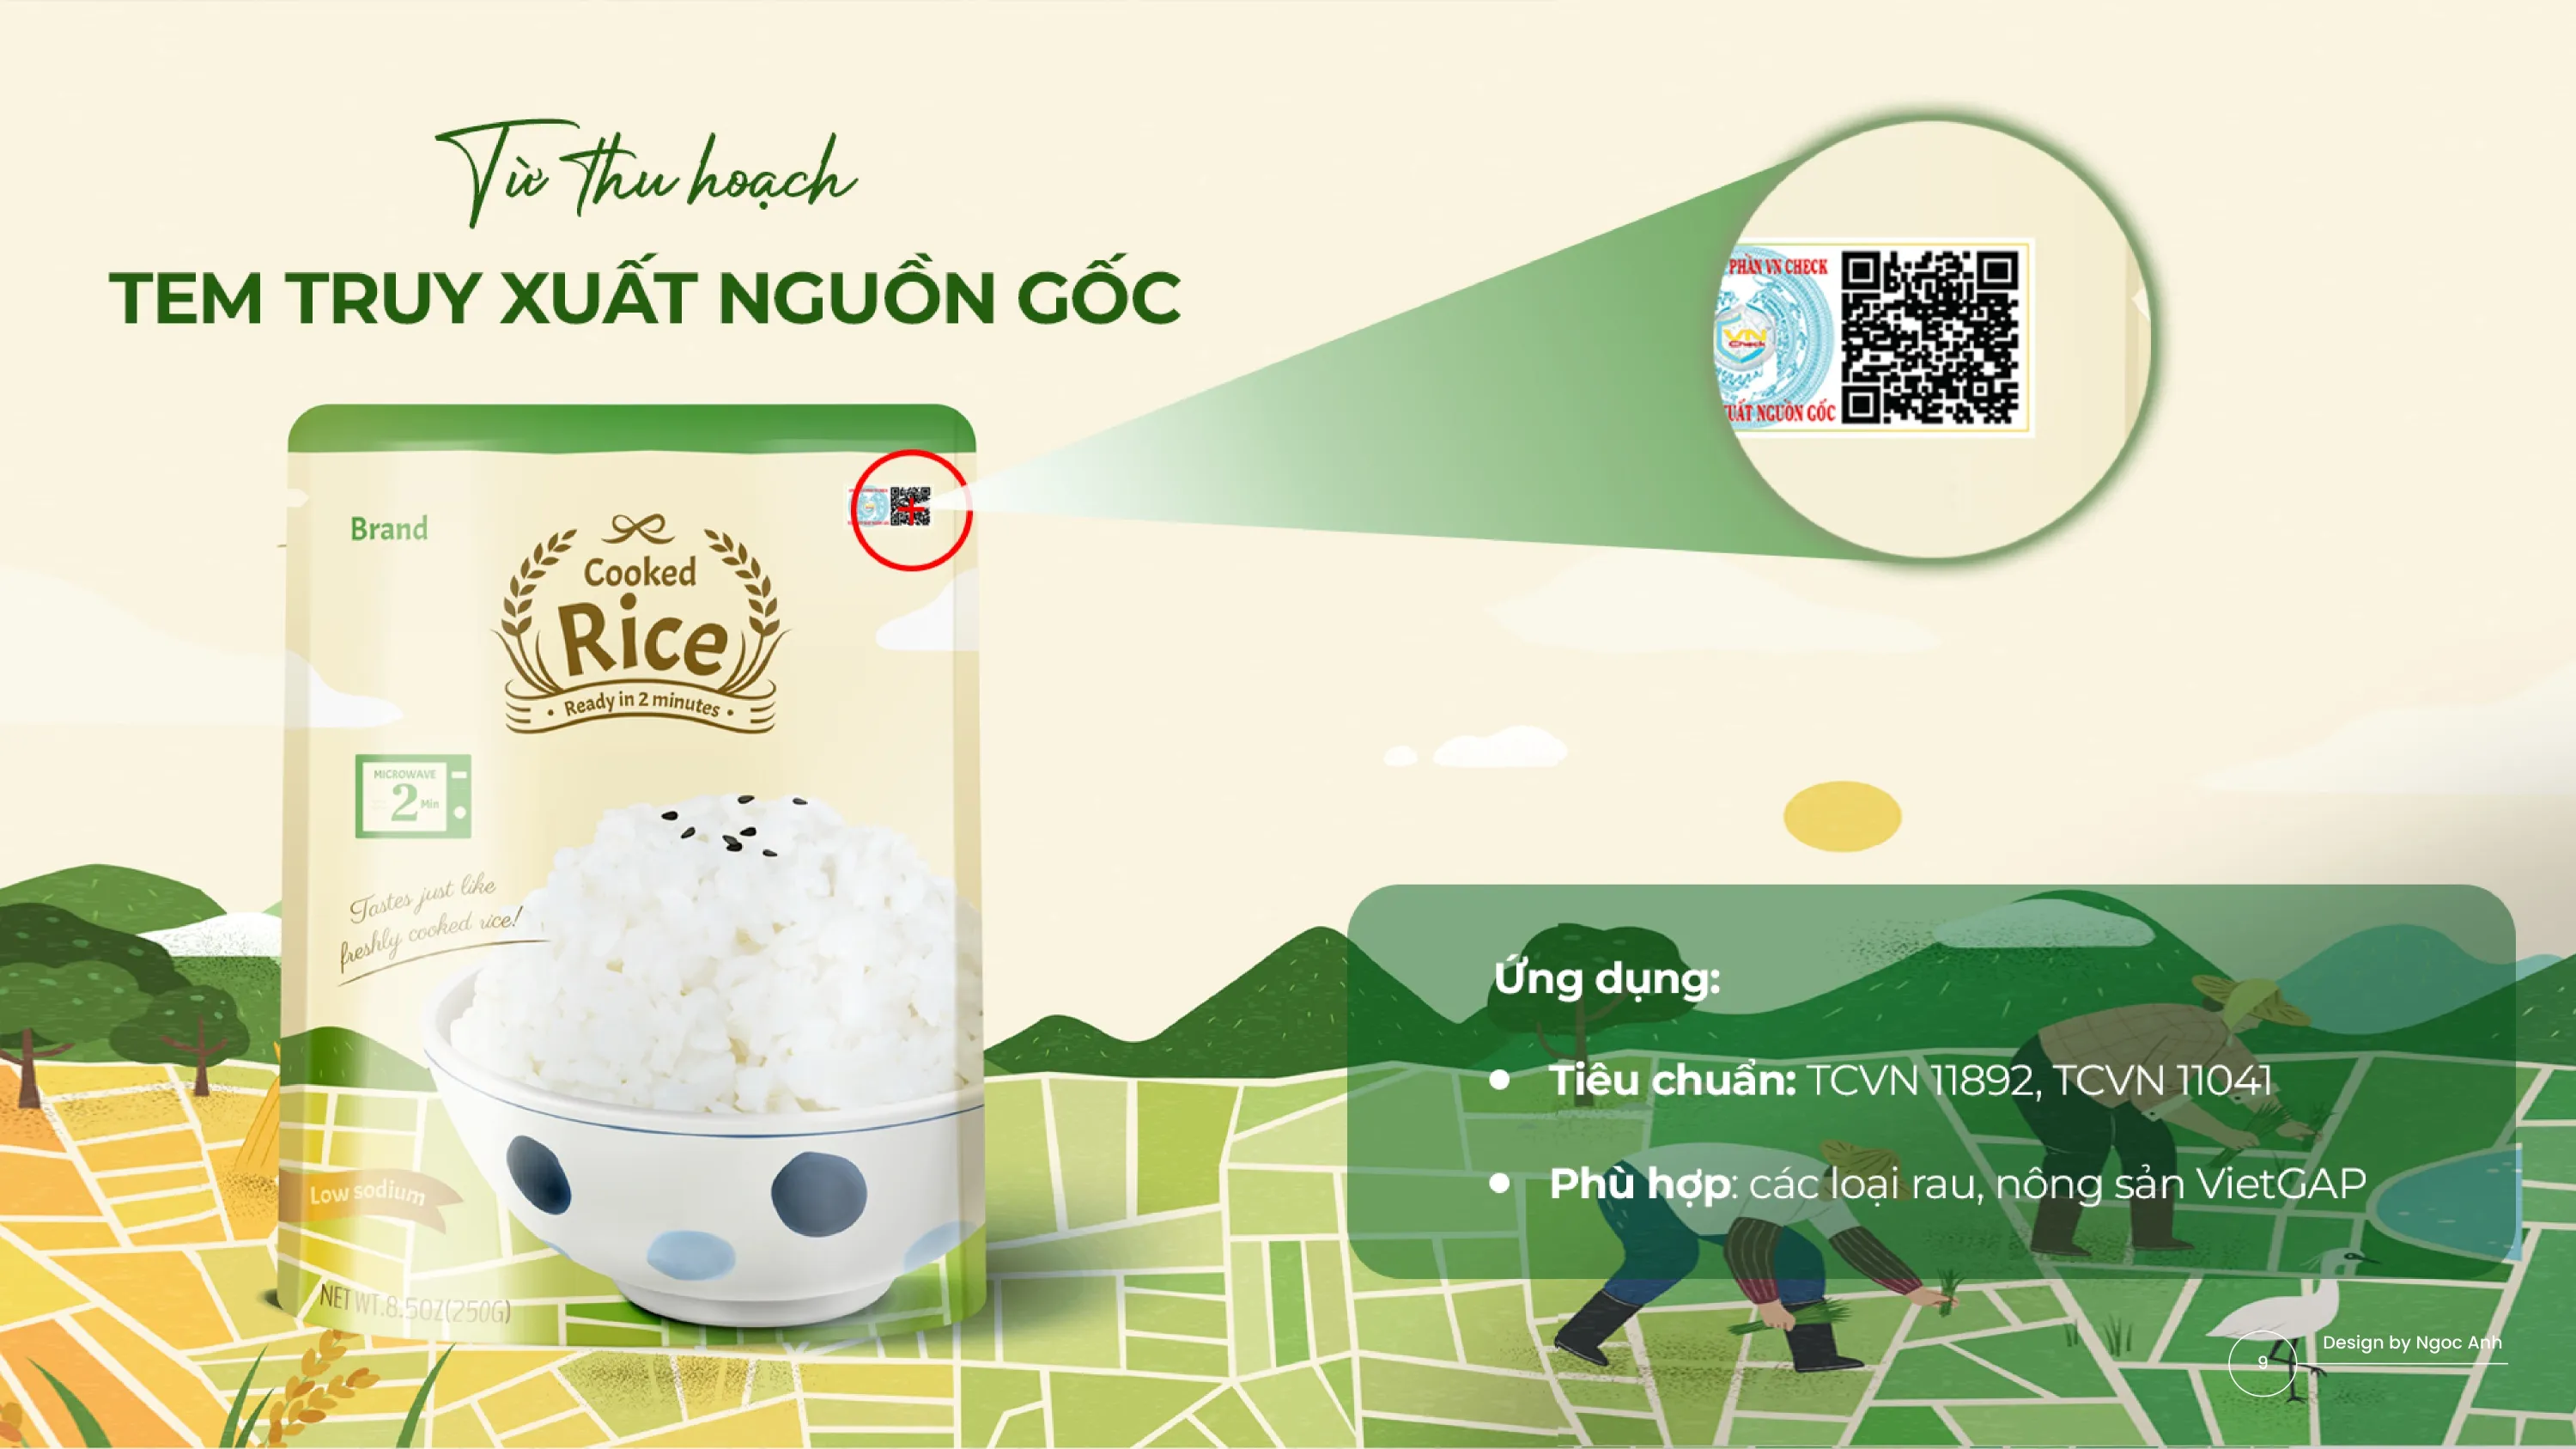 Từ thu hoạch
TEM TRUY XUẤT NGUỒN GỐC
PHẦN VN CHECK
VN
Check
XUẤT NGUỒN GỐC
Brand
Cooked
Rice
• Ready in 2 minutes •
MICROWAVE
2 Min
Tastes just like
freshly cooked rice!
Low sodium
NET WT.8.5OZ(250G)
Ứng dụng:
● Tiêu chuẩn: TCVN 11892, TCVN 11041
● Phù hợp: các loại rau, nông sản VietGAP
Design by Ngoc Anh
9